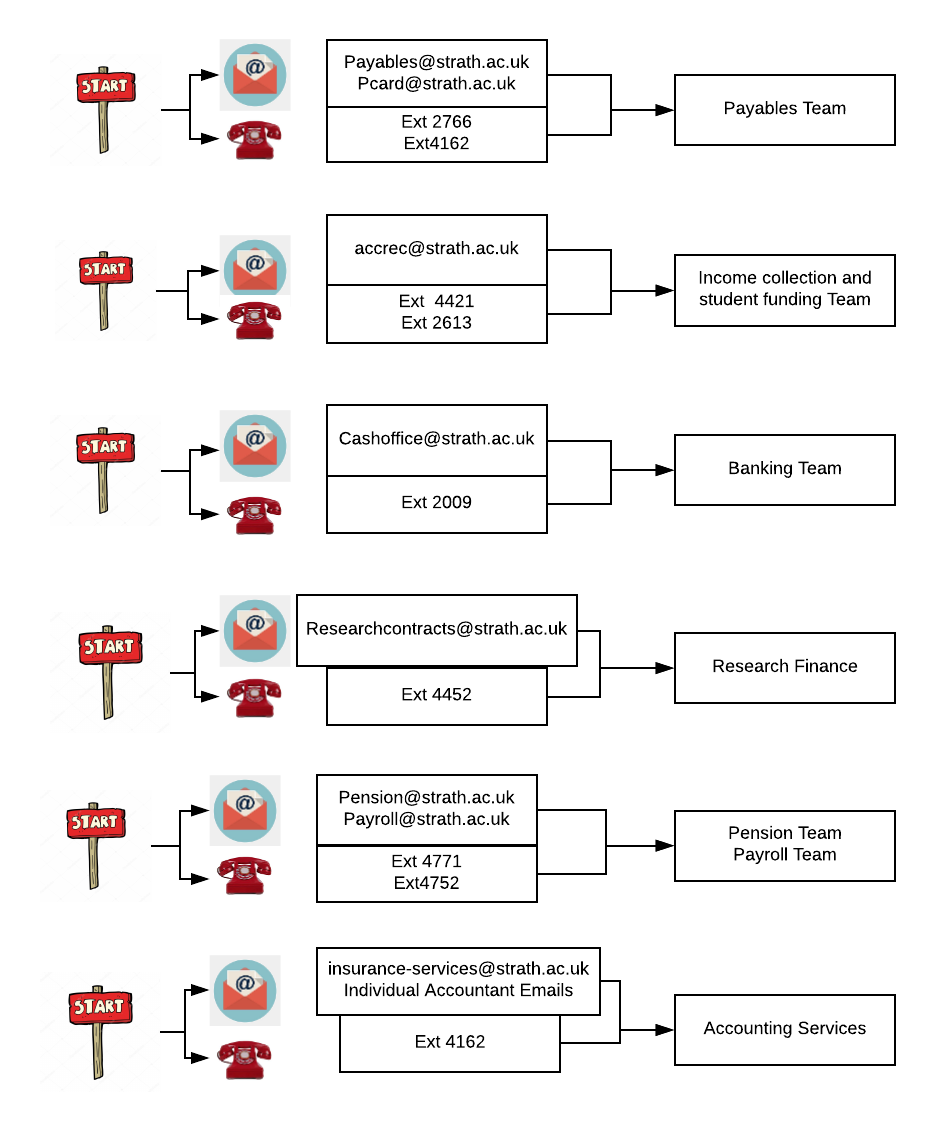 START
@
Payables@strath.ac.uk
Pcard@strath.ac.uk
Ext 2766
Ext4162
Payables Team
START
@
accrec@strath.ac.uk
Ext  4421
Ext 2613
Income collection and
student funding Team
START
@
Cashoffice@strath.ac.uk
Ext 2009
Banking Team
START
@
Researchcontracts@strath.ac.uk
Ext 4452
Research Finance
START
@
Pension@strath.ac.uk
Payroll@strath.ac.uk
Ext 4771
Ext4752
Pension Team
Payroll Team
START
@
insurance-services@strath.ac.uk
Individual Accountant Emails
Ext 4162
Accounting Services